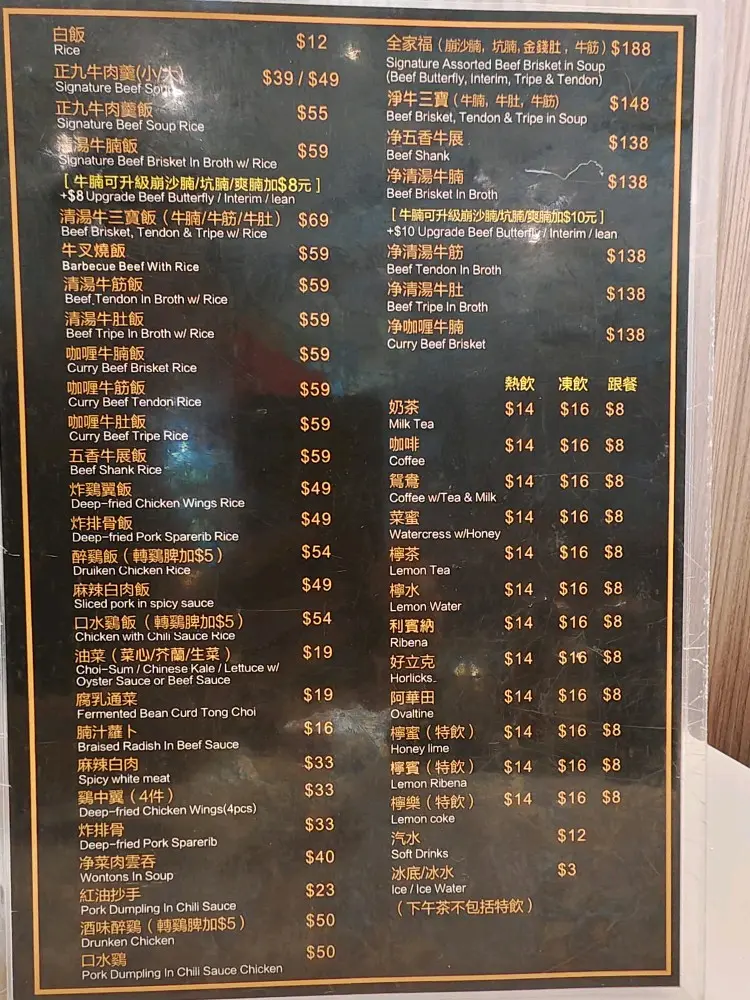 白飯 $12
Rice
正九牛肉羹(小/大) $39 / $49
Signature Beef Soup
正九牛肉羹飯 $55
Signature Beef Soup Rice
清湯牛腩飯 $59
Signature Beef Brisket In Broth w/ Rice
[ 牛腩可升級崩沙腩/坑腩/爽腩加$8元 ]
+$8 Upgrade Beef Butterfly / Interim / lean
清湯牛三寶飯（牛腩/牛筋/牛肚） $69
Beef Brisket, Tendon & Tripe w/ Rice
牛叉燒飯 $59
Barbecue Beef With Rice
清湯牛筋飯 $59
Beef Tendon In Broth w/ Rice
清湯牛肚飯 $59
Beef Tripe In Broth w/ Rice
咖喱牛腩飯 $59
Curry Beef Brisket Rice
咖喱牛筋飯 $59
Curry Beef Tendon Rice
咖喱牛肚飯 $59
Curry Beef Tripe Rice
五香牛展飯 $59
Beef Shank Rice
炸鷄翼飯 $49
Deep-fried Chicken Wings Rice
炸排骨飯 $49
Deep-fried Pork Sparerib Rice
醉鷄飯（轉鷄脾加$5） $54
Druiken Chicken Rice
麻辣白肉飯 $49
Sliced pork in spicy sauce
口水鷄飯（轉鷄脾加$5） $54
Chicken with Chili Sauce Rice
油菜（菜心/芥蘭/生菜） $19
Choi-Sum / Chinese Kale / Lettuce w/
Oyster Sauce or Beef Sauce
腐乳通菜 $19
Fermented Bean Curd Tong Choi
腩汁蘿卜 $16
Braised Radish In Beef Sauce
麻辣白肉 $33
Spicy white meat
鷄中翼（4件） $33
Deep-fried Chicken Wings(4pcs)
炸排骨 $33
Deep-fried Pork Sparerib
净菜肉雲吞 $40
Wontons In Soup
紅油抄手 $23
Pork Dumpling In Chili Sauce
酒味醉鷄（轉鷄脾加$5） $50
Drunken Chicken
口水鷄 $50
Pork Dumpling In Chili Sauce Chicken
全家福（崩沙腩, 坑腩, 金錢肚, 牛筋） $188
Signature Assorted Beef Brisket in Soup
(Beef Butterfly, Interim, Tripe & Tendon)
淨牛三寶（牛腩, 牛肚, 牛筋） $148
Beef Brisket, Tendon & Tripe in Soup
净五香牛展 $138
Beef Shank
净清湯牛腩 $138
Beef Brisket In Broth
[ 牛腩可升級崩沙腩/坑腩/爽腩加$10元 ]
+$10 Upgrade Beef Butterfly / Interim / lean
净清湯牛筋 $138
Beef Tendon In Broth
净清湯牛肚 $138
Beef Tripe In Broth
净咖喱牛腩 $138
Curry Beef Brisket
熱飲 凍飲 跟餐
奶茶 $14 $16 $8
Milk Tea
咖啡 $14 $16 $8
Coffee
鴛鴦 $14 $16 $8
Coffee w/Tea & Milk
菜蜜 $14 $16 $8
Watercress w/Honey
檸茶 $14 $16 $8
Lemon Tea
檸水 $14 $16 $8
Lemon Water
利賓納 $14 $16 $8
Ribena
好立克 $14 $16 $8
Horlicks
阿華田 $14 $16 $8
Ovaltine
檸蜜（特飲） $14 $16 $8
Honey lime
檸賓（特飲） $14 $16 $8
Lemon Ribena
檸樂（特飲） $14 $16 $8
Lemon coke
汽水 $12
Soft Drinks
冰底/冰水 $3
Ice / Ice Water
（下午茶不包括特飲）